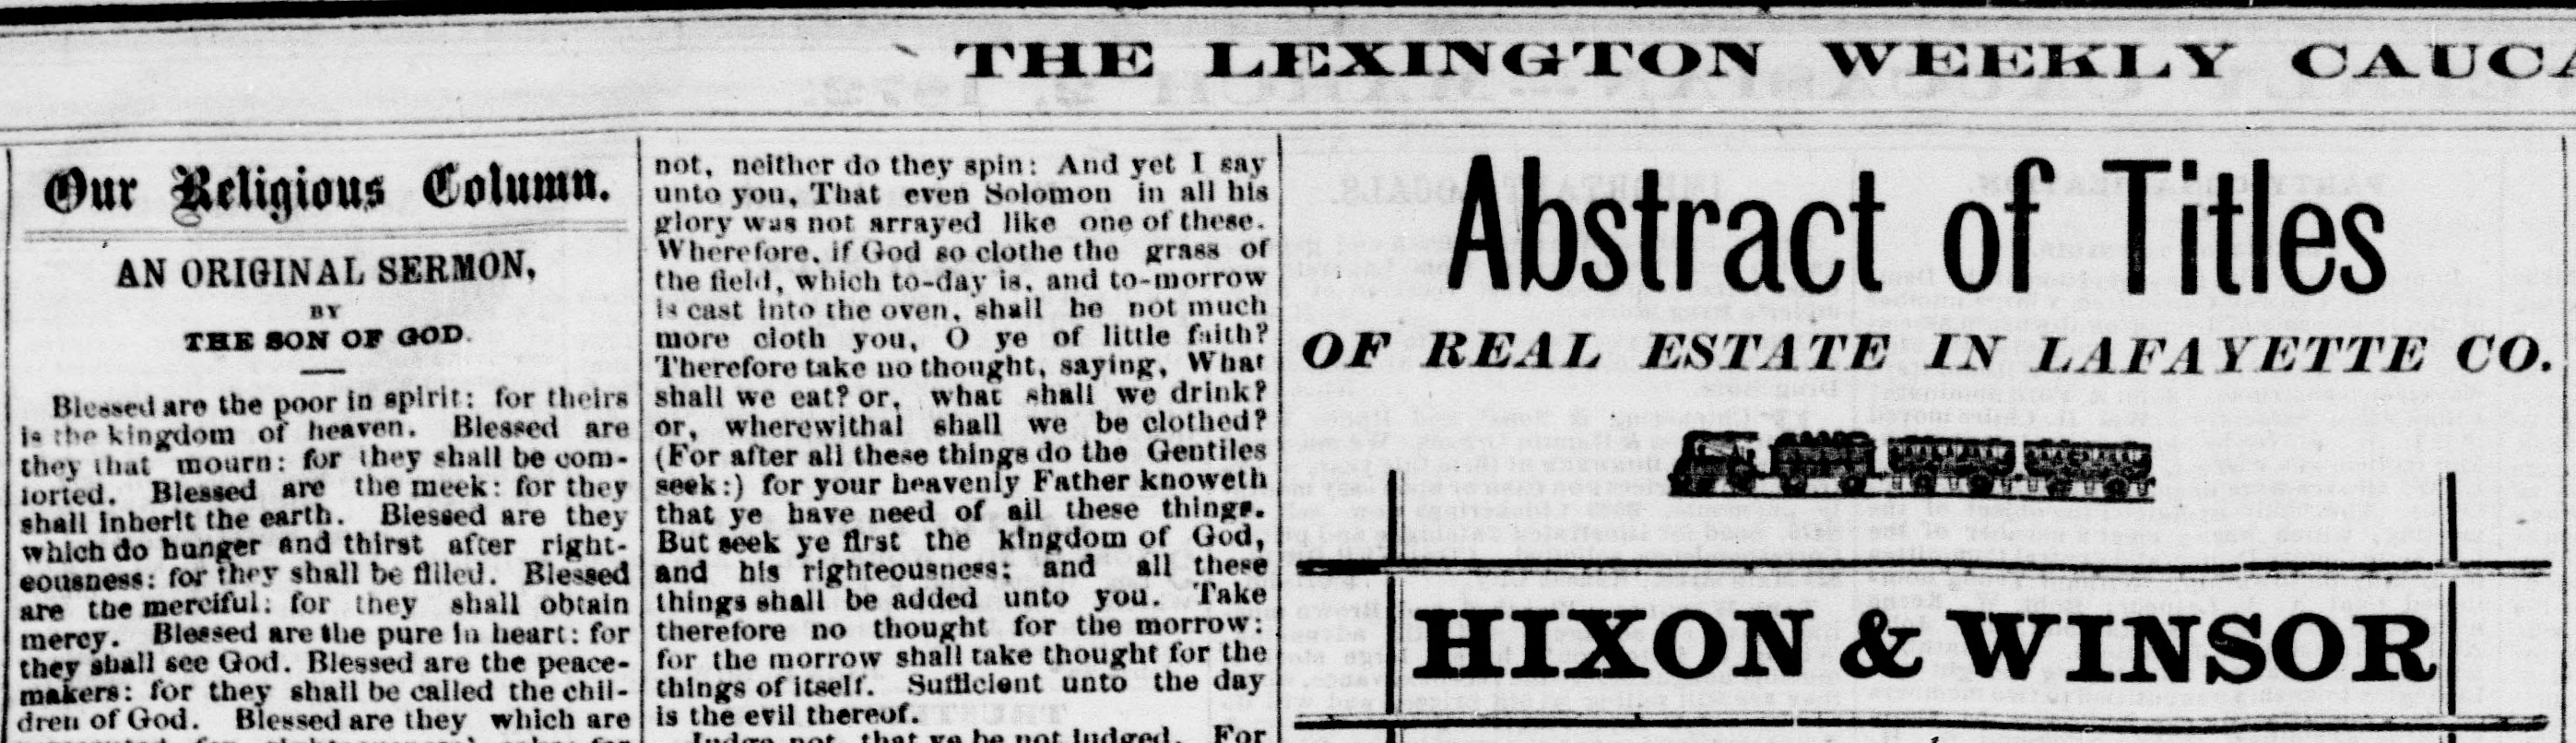 THE LEXINGTON WEEKLY CAUCA
Our Religious Column.
AN ORIGINAL SERMON,
BY
THE SON OF GOD.
Blessed are the poor in spirit: for theirs
is the kingdom of heaven. Blessed are
they that mourn: for they shall be com-
forted. Blessed are the meek: for they
shall inherit the earth. Blessed are they
which do hunger and thirst after right-
eousness: for they shall be filled. Blessed
are the merciful: for they shall obtain
mercy. Blessed are the pure in heart: for
they shall see God. Blessed are the peace-
makers: for they shall be called the chil-
dren of God. Blessed are they which are
not, neither do they spin: And yet I say
unto you, That even Solomon in all his
glory was not arrayed like one of these.
Wherefore, if God so clothe the grass of
the field, which to-day is, and to-morrow
is cast into the oven, shall he not much
more cloth you, O ye of little faith?
Therefore take no thought, saying, What
shall we eat? or, what shall we drink?
or, wherewithal shall we be clothed?
(For after all these things do the Gentiles
seek:) for your heavenly Father knoweth
that ye have need of all these things.
But seek ye first the kingdom of God,
and his righteousness; and all these
things shall be added unto you. Take
therefore no thought for the morrow:
for the morrow shall take thought for the
things of itself. Sufficient unto the day
is the evil thereof.
Judge not, that ye be not judged. For
Abstract of Titles
OF REAL ESTATE IN LAFAYETTE CO.
HIXON & WINSOR